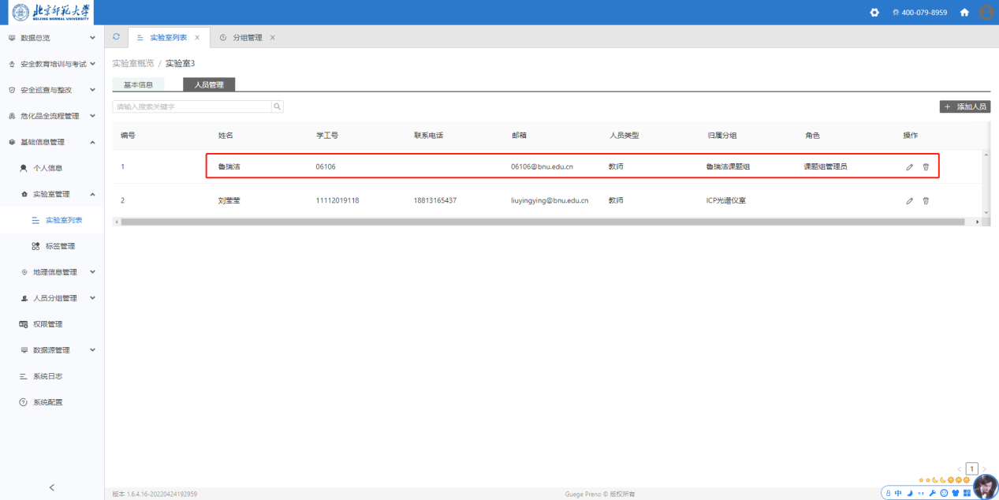 北京师范大学
BEIJING NORMAL UNIVERSITY
400-079-8959
数据总览
安全教育培训与考试
安全巡查与整改
危化品全流程管理
基础信息管理
个人信息
实验室管理
实验室列表
标签管理
地理信息管理
人员分组管理
权限管理
数据源管理
系统日志
系统配置
实验室列表 分组管理
实验室概览 / 实验室3
基本信息 人员管理
请输入搜索关键字
+ 添加人员
编号 姓名 学工号 联系电话 邮箱 人员类型 归属分组 角色 操作
1 鲁瑞洁 06106 06106@bnu.edu.cn 教师 鲁瑞洁课题组 课题组管理员
2 刘莹莹 11112019118 18813165437 liuyingying@bnu.edu.cn 教师 ICP光谱仪室
< 1 >
版本 1.6.4.16-20220424192959
Guege Preno © 版权所有
中